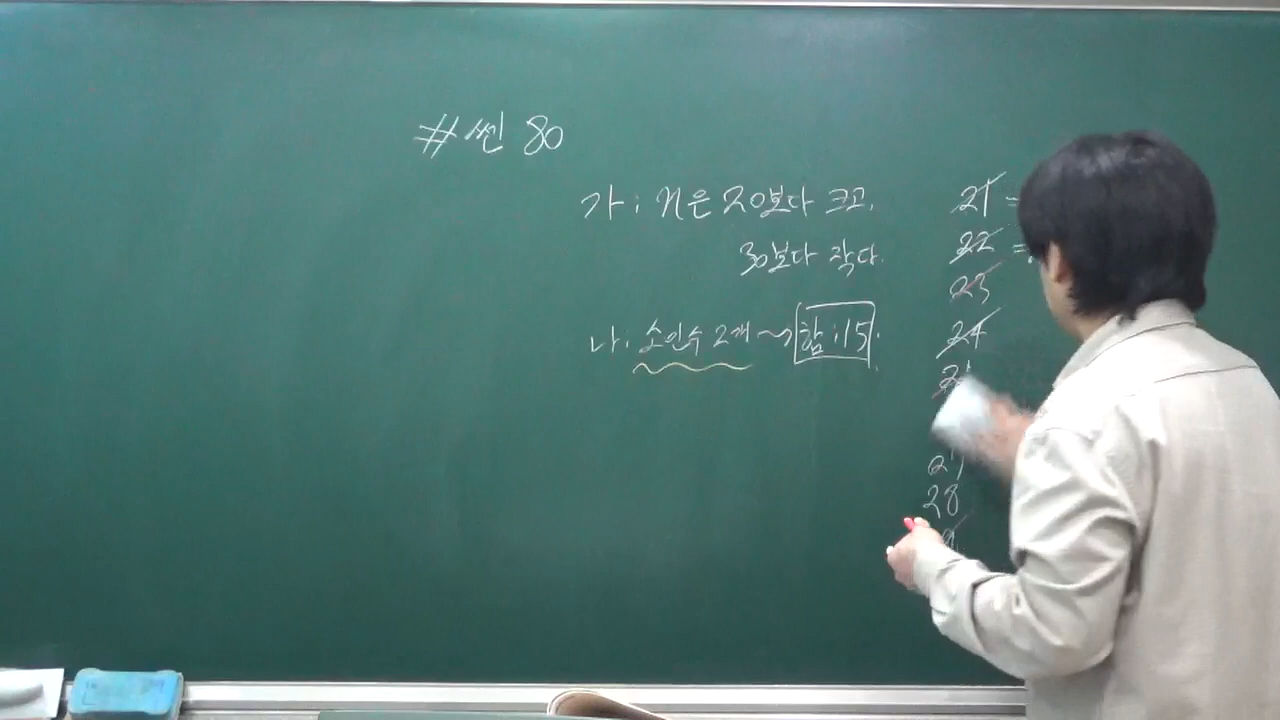 #쎈 80
가; n은 20보다 크고,
30보다 작다.
나; 소인수 2개 ~> 합;15.
21 =
22 =
23
24
28